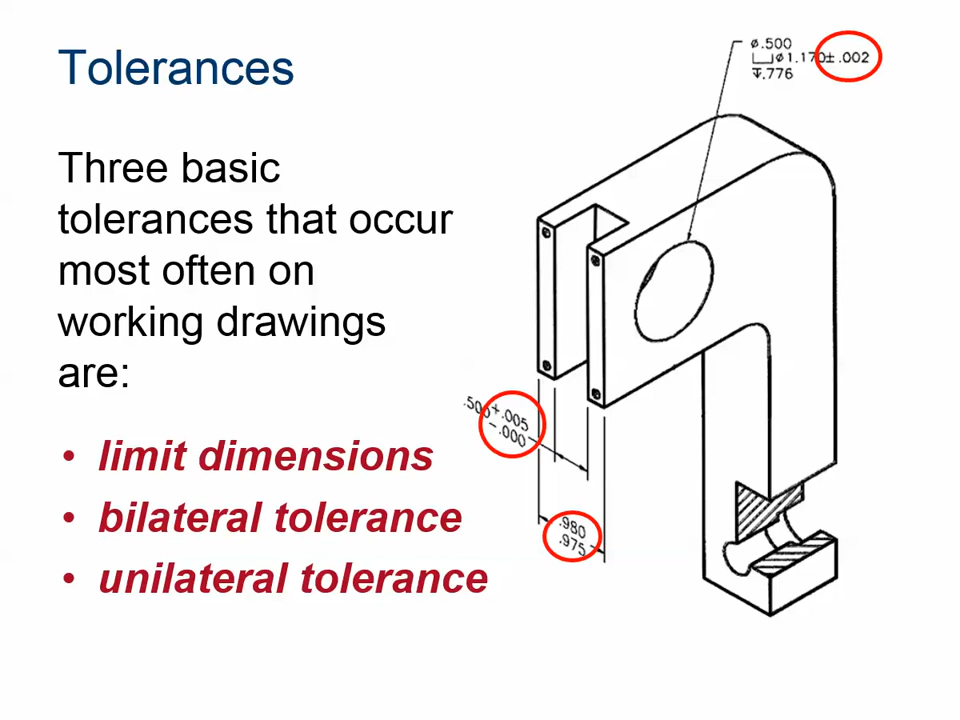 Tolerances
Three basic
tolerances that occur
most often on
working drawings
are:
• limit dimensions
• bilateral tolerance
• unilateral tolerance
ø.500
⌴ø1.170±.002
↧.776
.500+.005
-.000
.980
.975